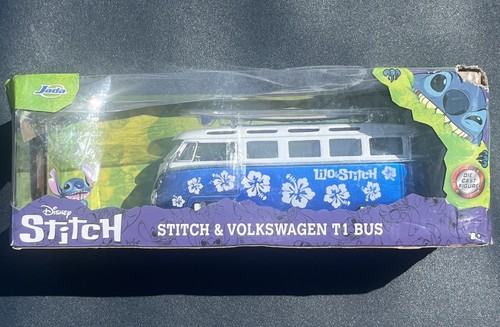 Jada
LiLO & STiTCH
DIE
CAST
FIGURE
Disney
STITCH
STITCH & VOLKSWAGEN T1 BUS